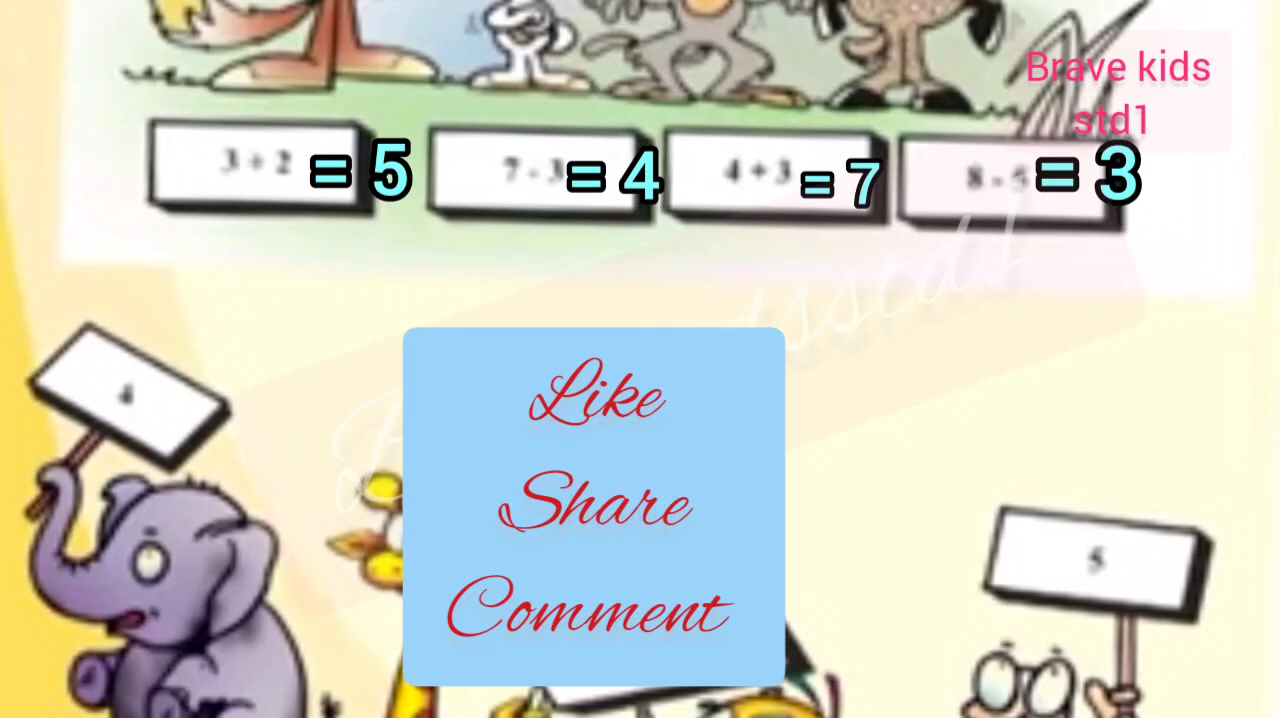 Brave kids
std1
3 + 2 = 5
7 - 3 = 4
4 + 3 = 7
8 - 5 = 3
4
Like
Share
Comment
5